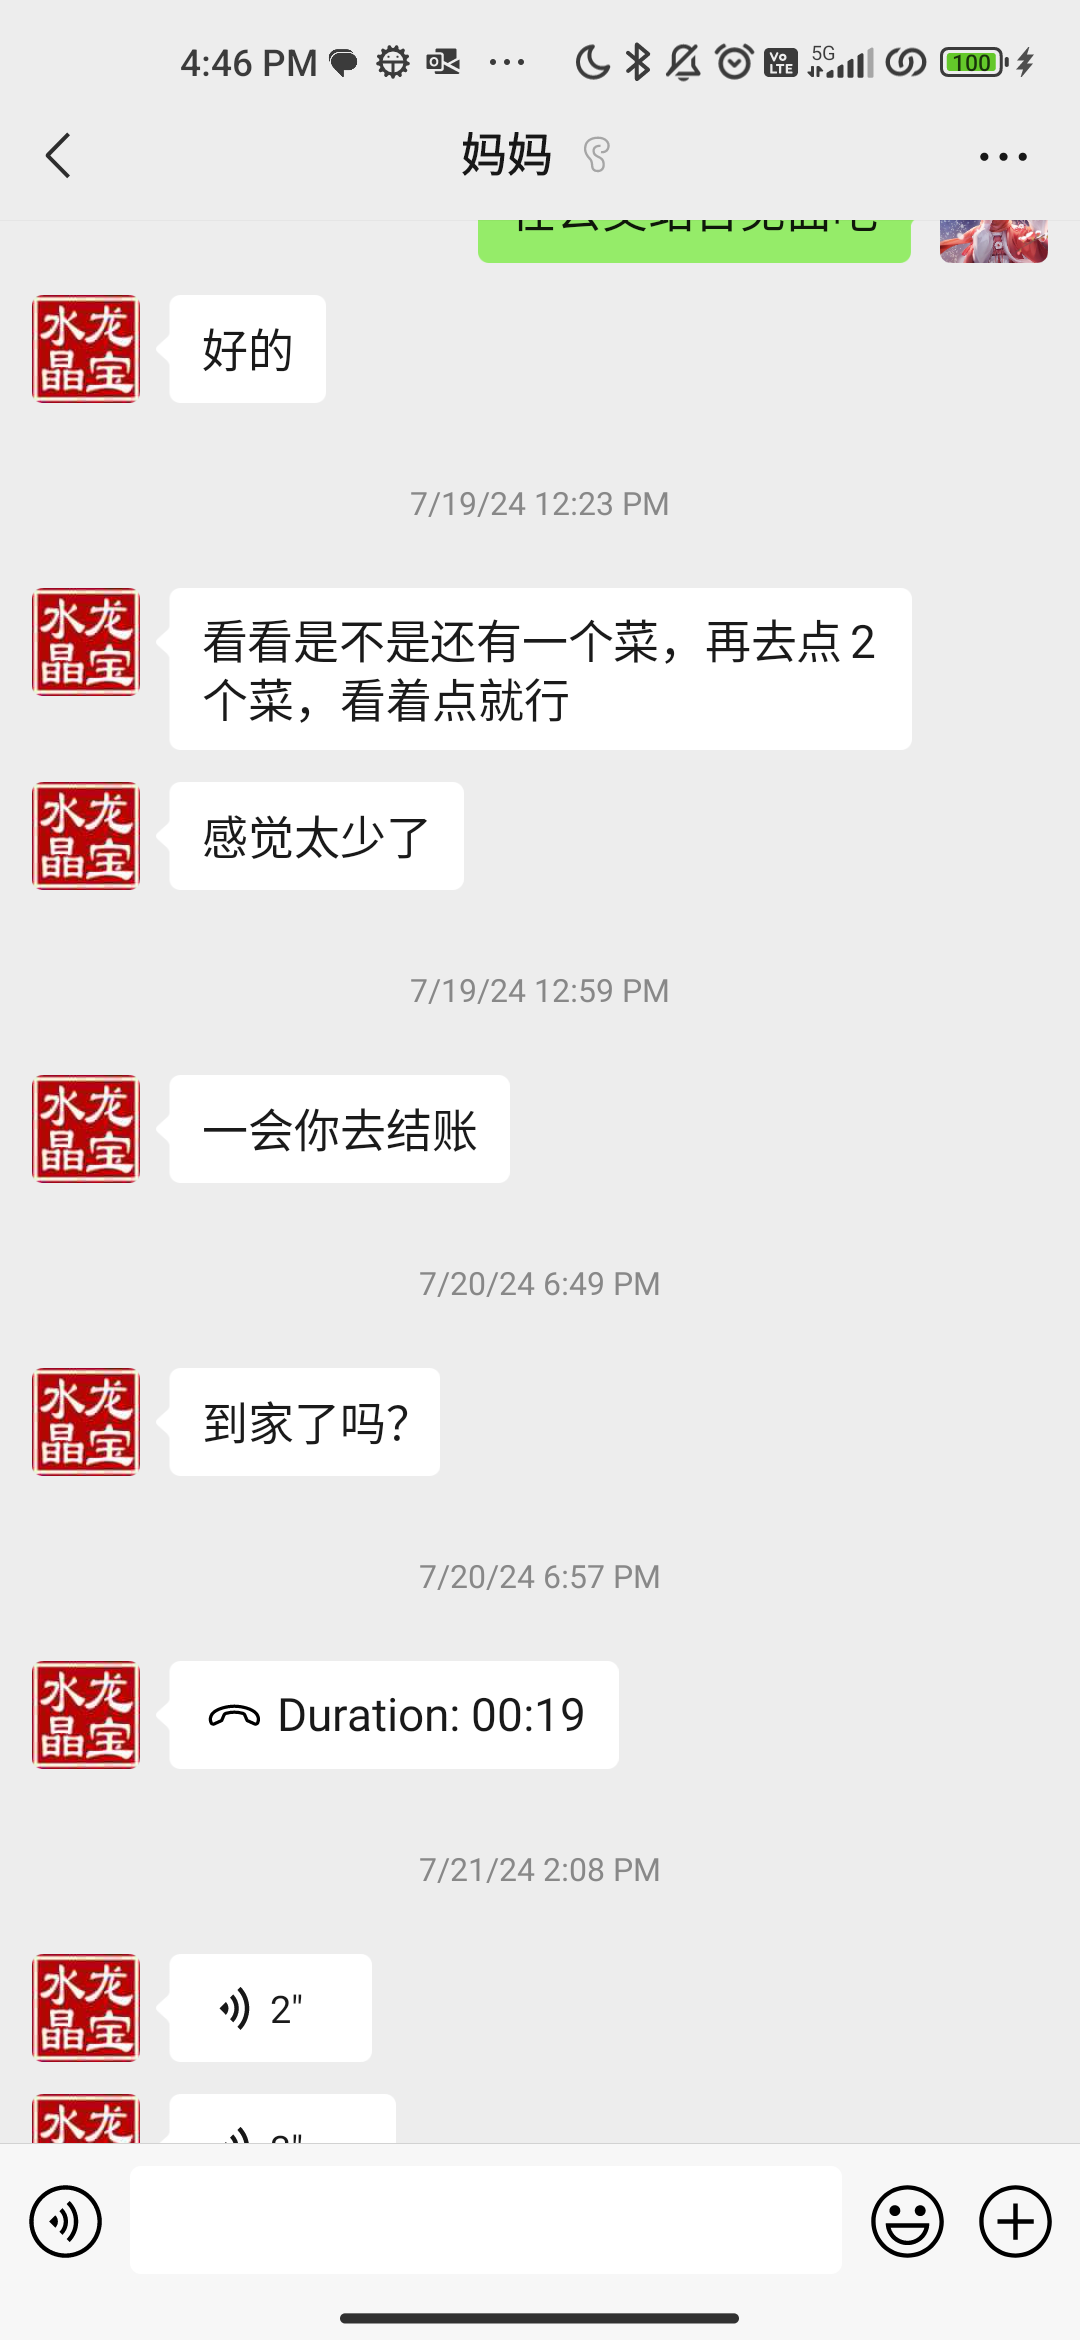 4:46 PM
Vo LTE
5G
100
妈妈
水龙
晶宝
好的
7/19/24 12:23 PM
水龙
晶宝
看看是不是还有一个菜，再去点2
个菜，看着点就行
水龙
晶宝
感觉太少了
7/19/24 12:59 PM
水龙
晶宝
一会你去结账
7/20/24 6:49 PM
水龙
晶宝
到家了吗？
7/20/24 6:57 PM
水龙
晶宝
Duration: 00:19
7/21/24 2:08 PM
水龙
晶宝
2"
水龙